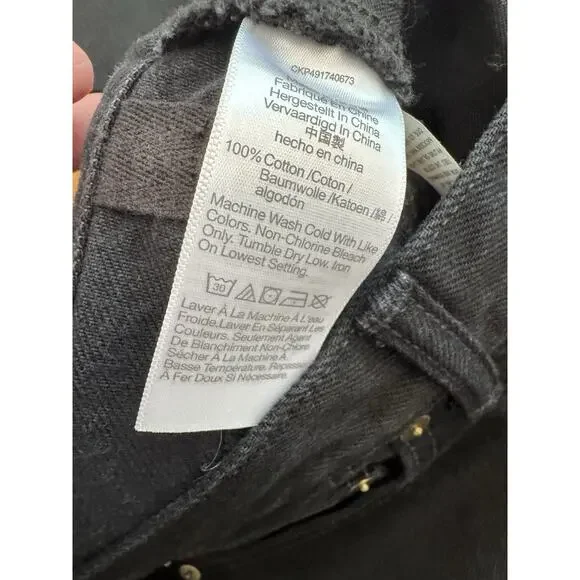 CKP491740673
Fabriqué en Chine
Hergestellt In China
Vervaardigd In China
中国製
hecho en china
100% Cotton /Coton /
Baumwolle /Katoen /綿 /
algodón
Machine Wash Cold With Like
Colors. Non-Chlorine Bleach
Only. Tumble Dry Low. Iron
On Lowest Setting.
30
Laver À La Machine À L'eau
Froide.Laver En Séparant Les
Couleurs. Seulement Agent
De Blanchiment Non-Chlore
Sécher À La Machine A
Basse Température. Repasser
A Fer Doux Si Nécessaire.